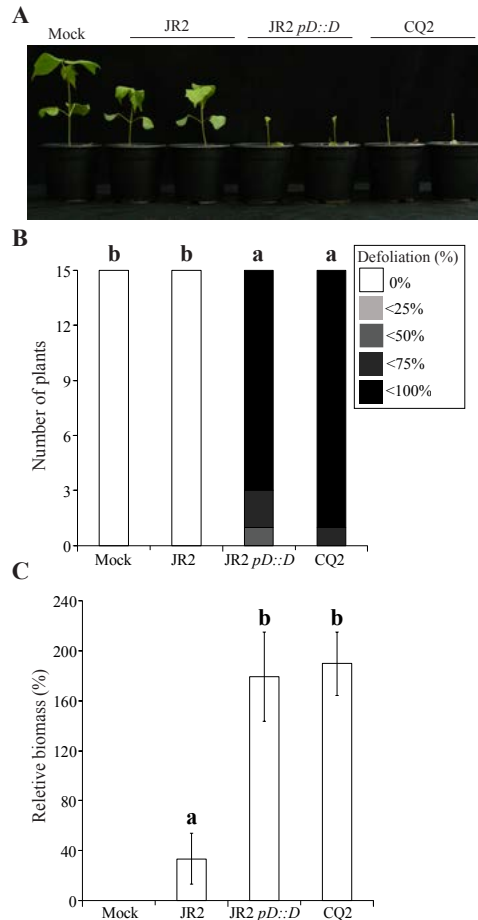 A
Mock JR2 JR2 pD::D CQ2
B
b b a a
Defoliation (%)
0%
<25%
<50%
<75%
<100%
Number of plants
15
12
9
6
3
0
Mock JR2 JR2 pD::D CQ2
C
Reletive biomass (%)
240
200
160
120
80
40
0
a b b
Mock JR2 JR2 pD::D CQ2